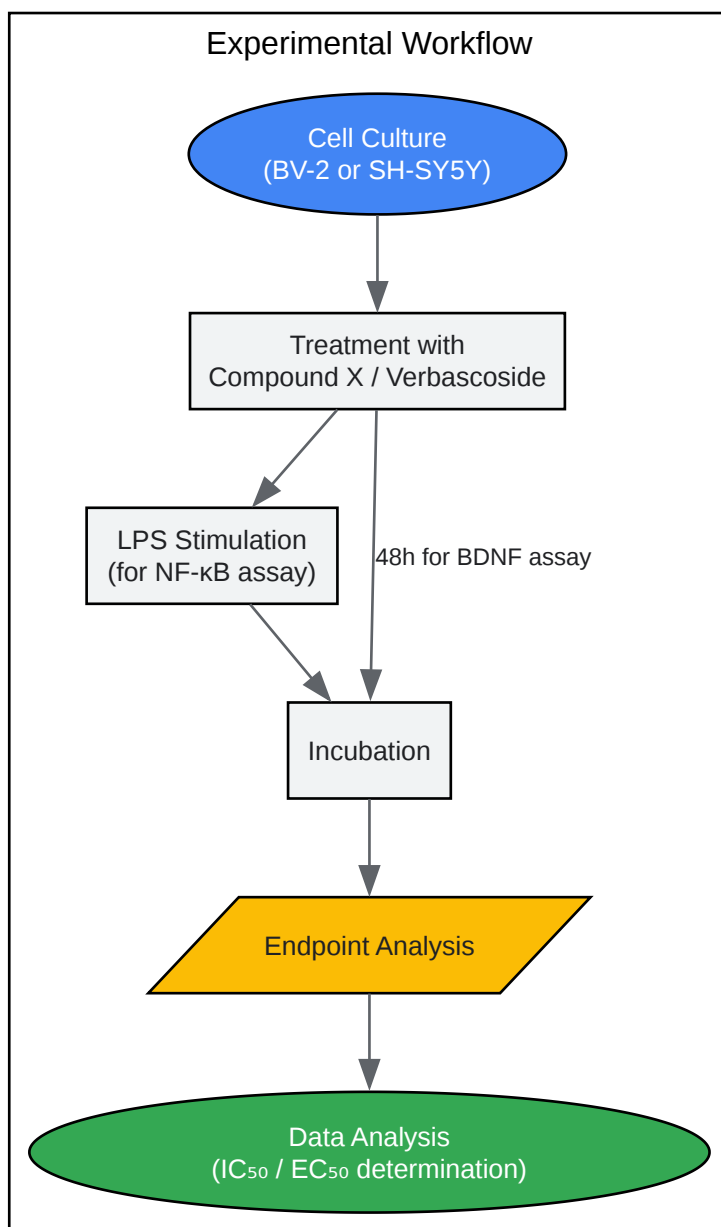 Experimental Workflow
Cell Culture
(BV-2 or SH-SY5Y)
Treatment with
Compound X / Verbascoside
LPS Stimulation
(for NF-κB assay)
48h for BDNF assay
Incubation
Endpoint Analysis
Data Analysis
(IC₅₀ / EC₅₀ determination)